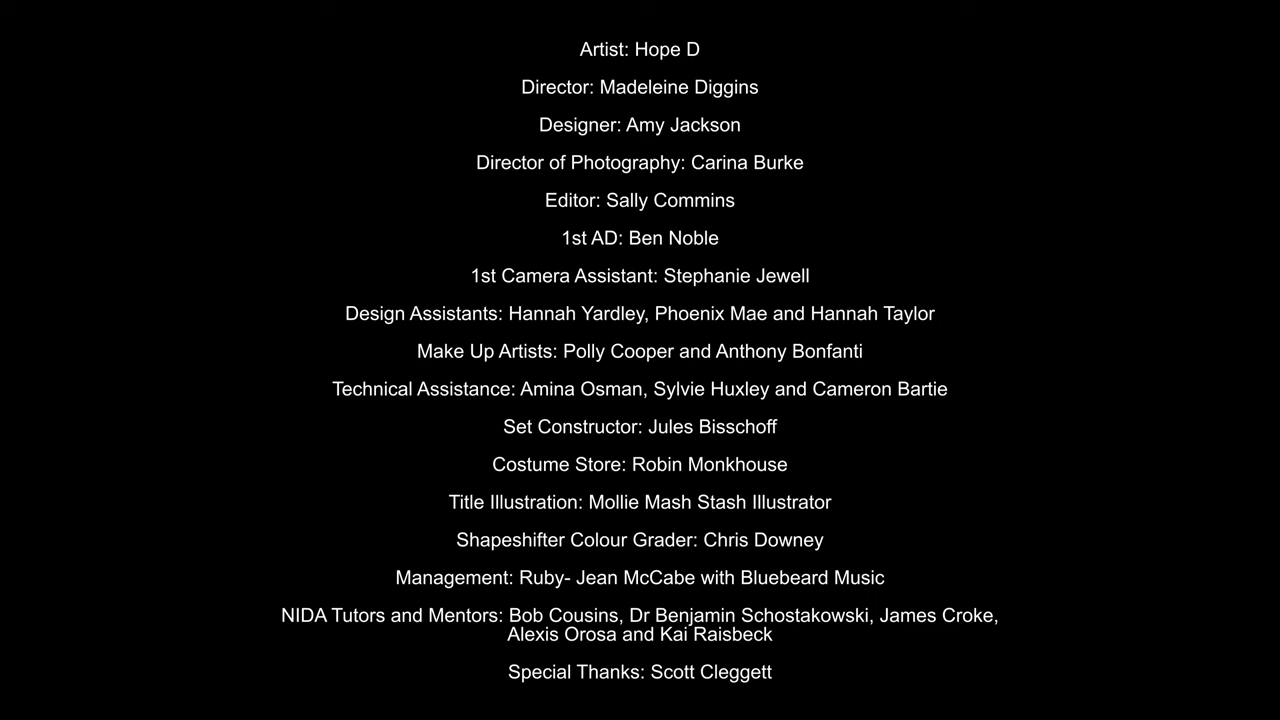 Artist: Hope D
Director: Madeleine Diggins
Designer: Amy Jackson
Director of Photography: Carina Burke
Editor: Sally Commins
1st AD: Ben Noble
1st Camera Assistant: Stephanie Jewell
Design Assistants: Hannah Yardley, Phoenix Mae and Hannah Taylor
Make Up Artists: Polly Cooper and Anthony Bonfanti
Technical Assistance: Amina Osman, Sylvie Huxley and Cameron Bartie
Set Constructor: Jules Bisschoff
Costume Store: Robin Monkhouse
Title Illustration: Mollie Mash Stash Illustrator
Shapeshifter Colour Grader: Chris Downey
Management: Ruby- Jean McCabe with Bluebeard Music
NIDA Tutors and Mentors: Bob Cousins, Dr Benjamin Schostakowski, James Croke,
Alexis Orosa and Kai Raisbeck
Special Thanks: Scott Cleggett